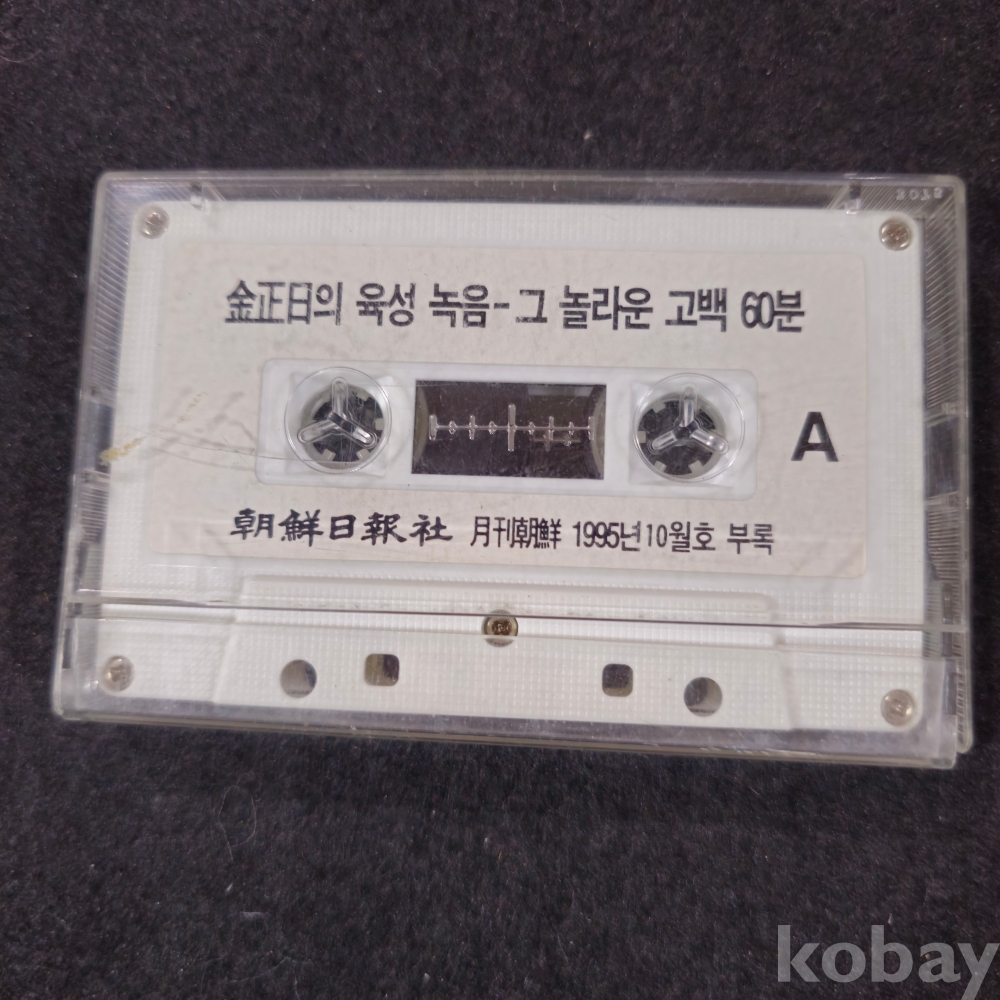 金正日의 육성 녹음-그 놀라운 고백 60분
A
朝鮮日報社 月刊朝鮮 1995년10월호 부록
kobay